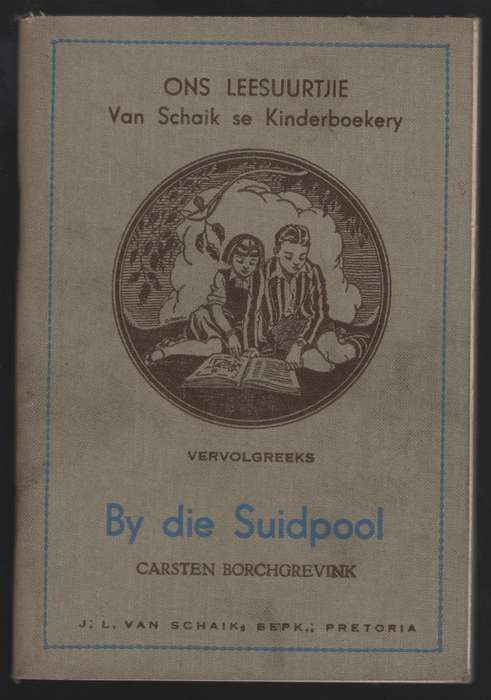 ONS LEESUURTJIE
Van Schaik se Kinderboekery
VERVOLGREEKS
By die Suidpool
CARSTEN BORCHGREVINK
J. L. VAN SCHAIK, BEPK., PRETORIA